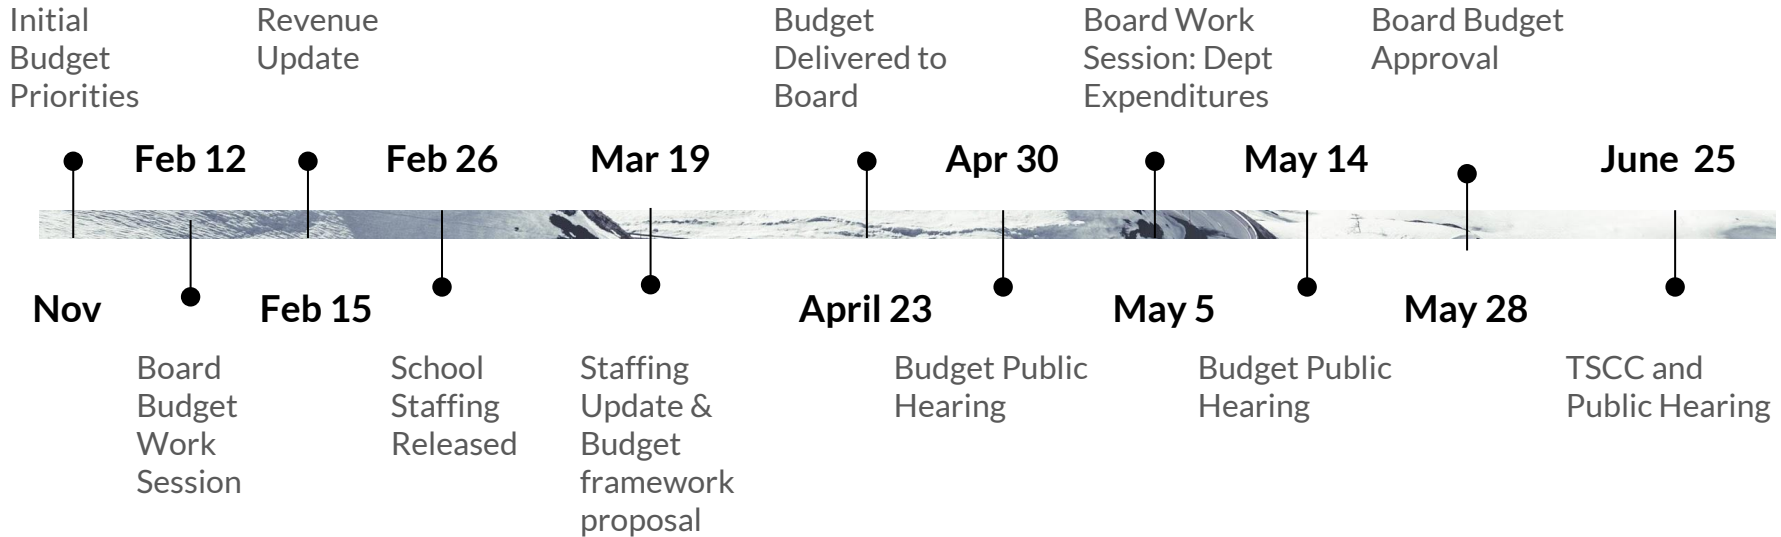 Initial
Budget
Priorities
Nov
Feb 12
Board
Budget
Work
Session
Revenue
Update
Feb 15
Feb 26
School
Staffing
Released
Mar 19
Staffing
Update &
Budget
framework
proposal
Budget
Delivered to
Board
April 23
Apr 30
Budget Public
Hearing
Board Work
Session: Dept
Expenditures
May 5
May 14
Budget Public
Hearing
Board Budget
Approval
May 28
June 25
TSCC and
Public Hearing